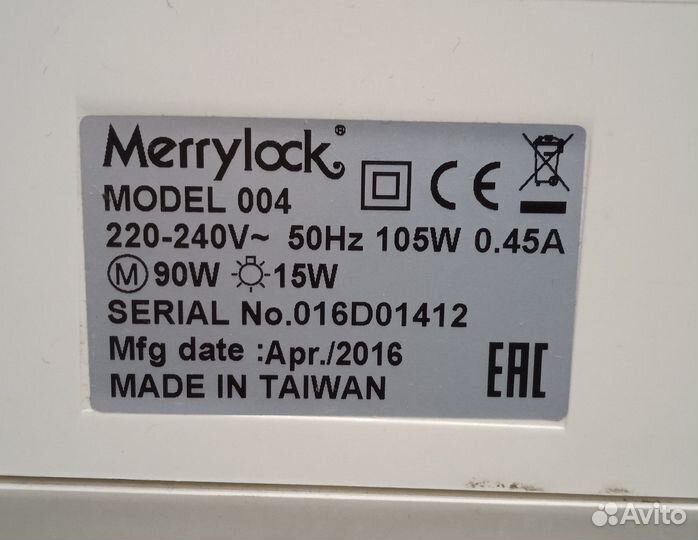 Merrylock®
MODEL 004 CE
220-240V~ 50Hz 105W 0.45A
M 90W 15W
SERIAL No.016D01412
Mfg date :Apr./2016
MADE IN TAIWAN EAC
Avito